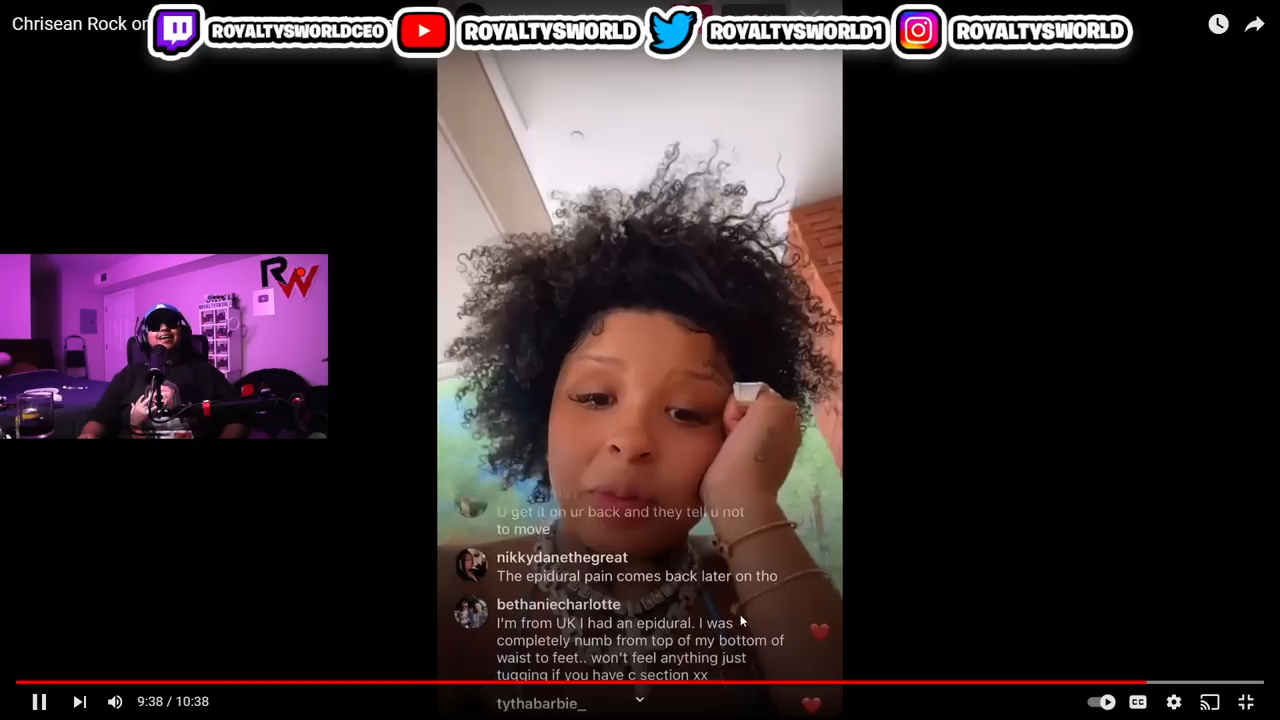 Chrisean Rock on
ROYALTYSWORLDCEO
ROYALTYSWORLD
ROYALTYSWORLD1
ROYALTYSWORLD
RW
U get it on ur back and they tell u not
to move
nikkydanethegreat
The epidural pain comes back later on tho
bethaniecharlotte
I'm from UK I had an epidural. I was
completely numb from top of my bottom of
waist to feet.. won't feel anything just
tugging if you have c section xx
tythabarbie_
9:38 / 10:38
CC